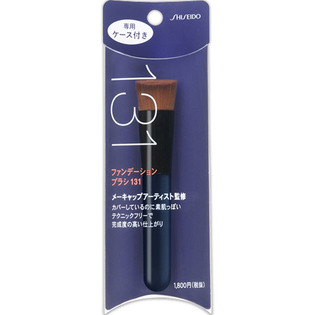 専用
ケース付き
SHISEIDO
131
ファンデーション
ブラシ 131
メーキャップアーティスト監修
カバーしているのに素肌っぽい
テクニックフリーで
完成度の高い仕上がり
1,800円(税抜)